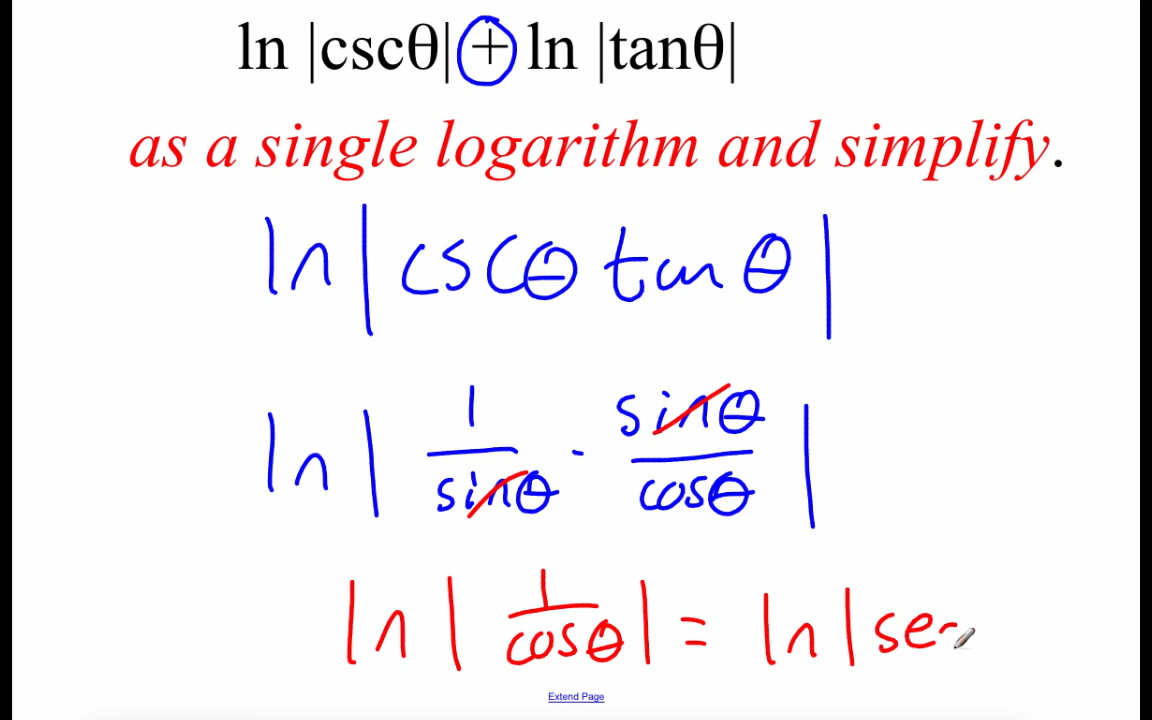 ln |cscθ| + ln |tanθ|
as a single logarithm and simplify.
ln | cscθ tan θ |
ln | 1/sinθ · sinθ/cosθ |
ln | 1/cosθ | = ln | se
Extend Page